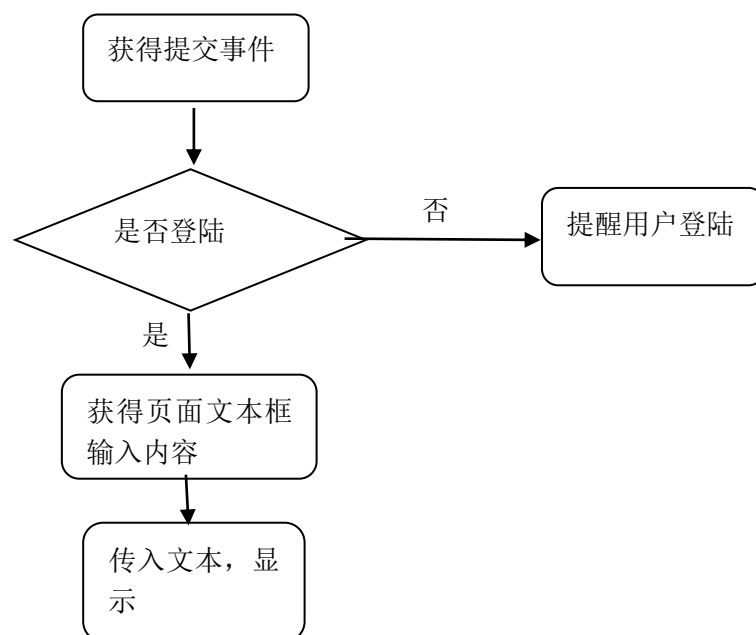 获得提交事件
是否登陆
否
提醒用户登陆
是
获得页面文本框
输入内容
传入文本，显
示